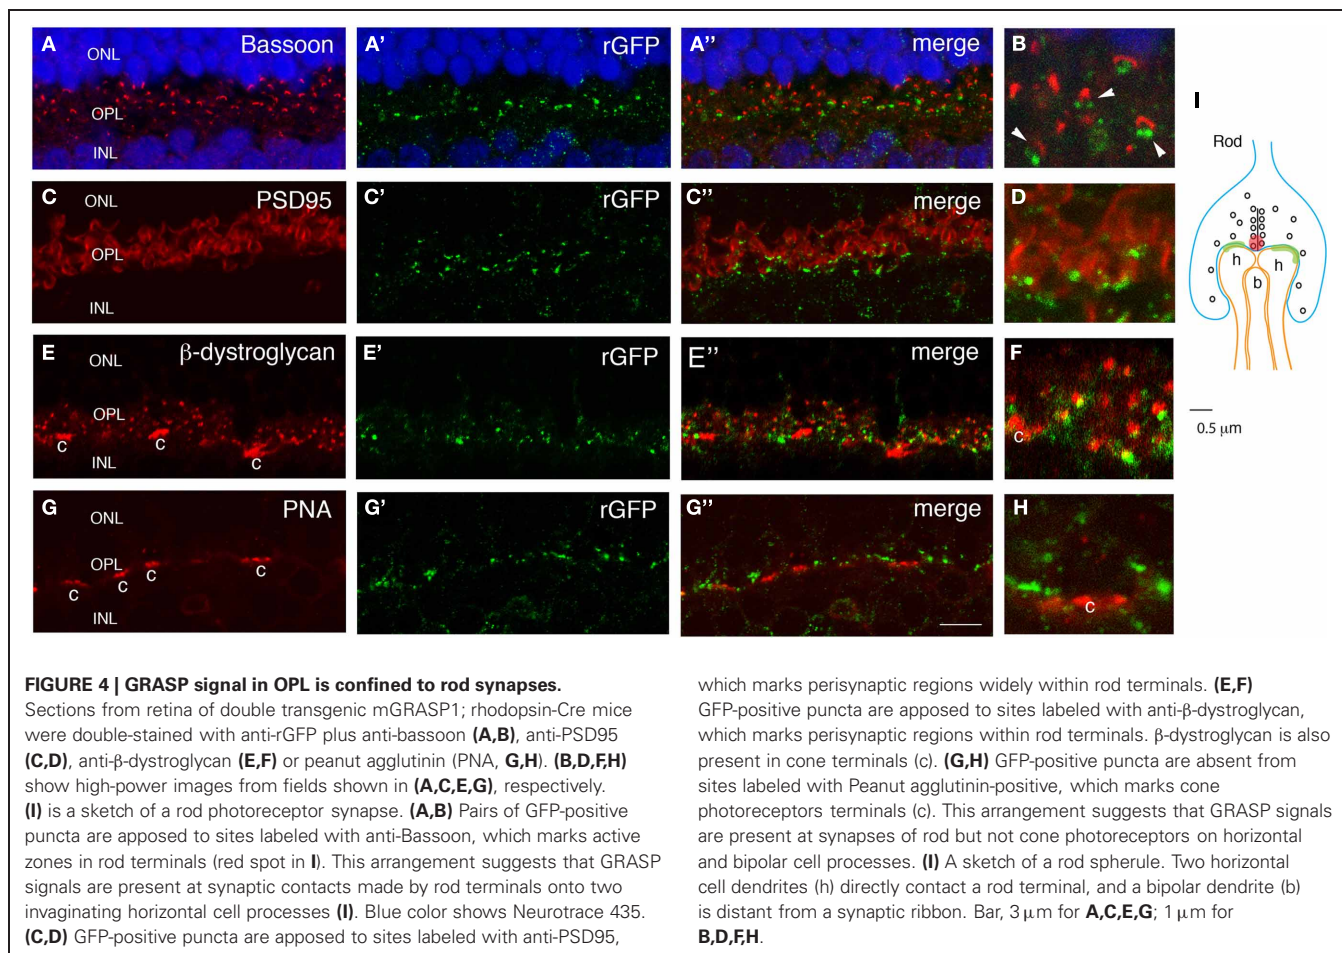 A ONL Bassoon
OPL
INL
A' rGFP
A'' merge
B
C ONL PSD95
OPL
INL
C' rGFP
C'' merge
D
E ONL β-dystroglycan
OPL
c c c
INL
E' rGFP
E'' merge
F
c
G ONL PNA
OPL
c c c c
INL
G' rGFP
G'' merge
H
c
I
Rod
h h
b
0.5 μm
FIGURE 4 | GRASP signal in OPL is confined to rod synapses.
Sections from retina of double transgenic mGRASP1; rhodopsin-Cre mice
were double-stained with anti-rGFP plus anti-bassoon (A,B), anti-PSD95
(C,D), anti-β-dystroglycan (E,F) or peanut agglutinin (PNA, G,H). (B,D,F,H)
show high-power images from fields shown in (A,C,E,G), respectively.
(I) is a sketch of a rod photoreceptor synapse. (A,B) Pairs of GFP-positive
puncta are apposed to sites labeled with anti-Bassoon, which marks active
zones in rod terminals (red spot in I). This arrangement suggests that GRASP
signals are present at synaptic contacts made by rod terminals onto two
invaginating horizontal cell processes (I). Blue color shows Neurotrace 435.
(C,D) GFP-positive puncta are apposed to sites labeled with anti-PSD95,
which marks perisynaptic regions widely within rod terminals. (E,F)
GFP-positive puncta are apposed to sites labeled with anti-β-dystroglycan,
which marks perisynaptic regions within rod terminals. β-dystroglycan is also
present in cone terminals (c). (G,H) GFP-positive puncta are absent from
sites labeled with Peanut agglutinin-positive, which marks cone
photoreceptors terminals (c). This arrangement suggests that GRASP signals
are present at synapses of rod but not cone photoreceptors on horizontal
and bipolar cell processes. (I) A sketch of a rod spherule. Two horizontal
cell dendrites (h) directly contact a rod terminal, and a bipolar dendrite (b)
is distant from a synaptic ribbon. Bar, 3 μm for A,C,E,G; 1 μm for
B,D,F,H.